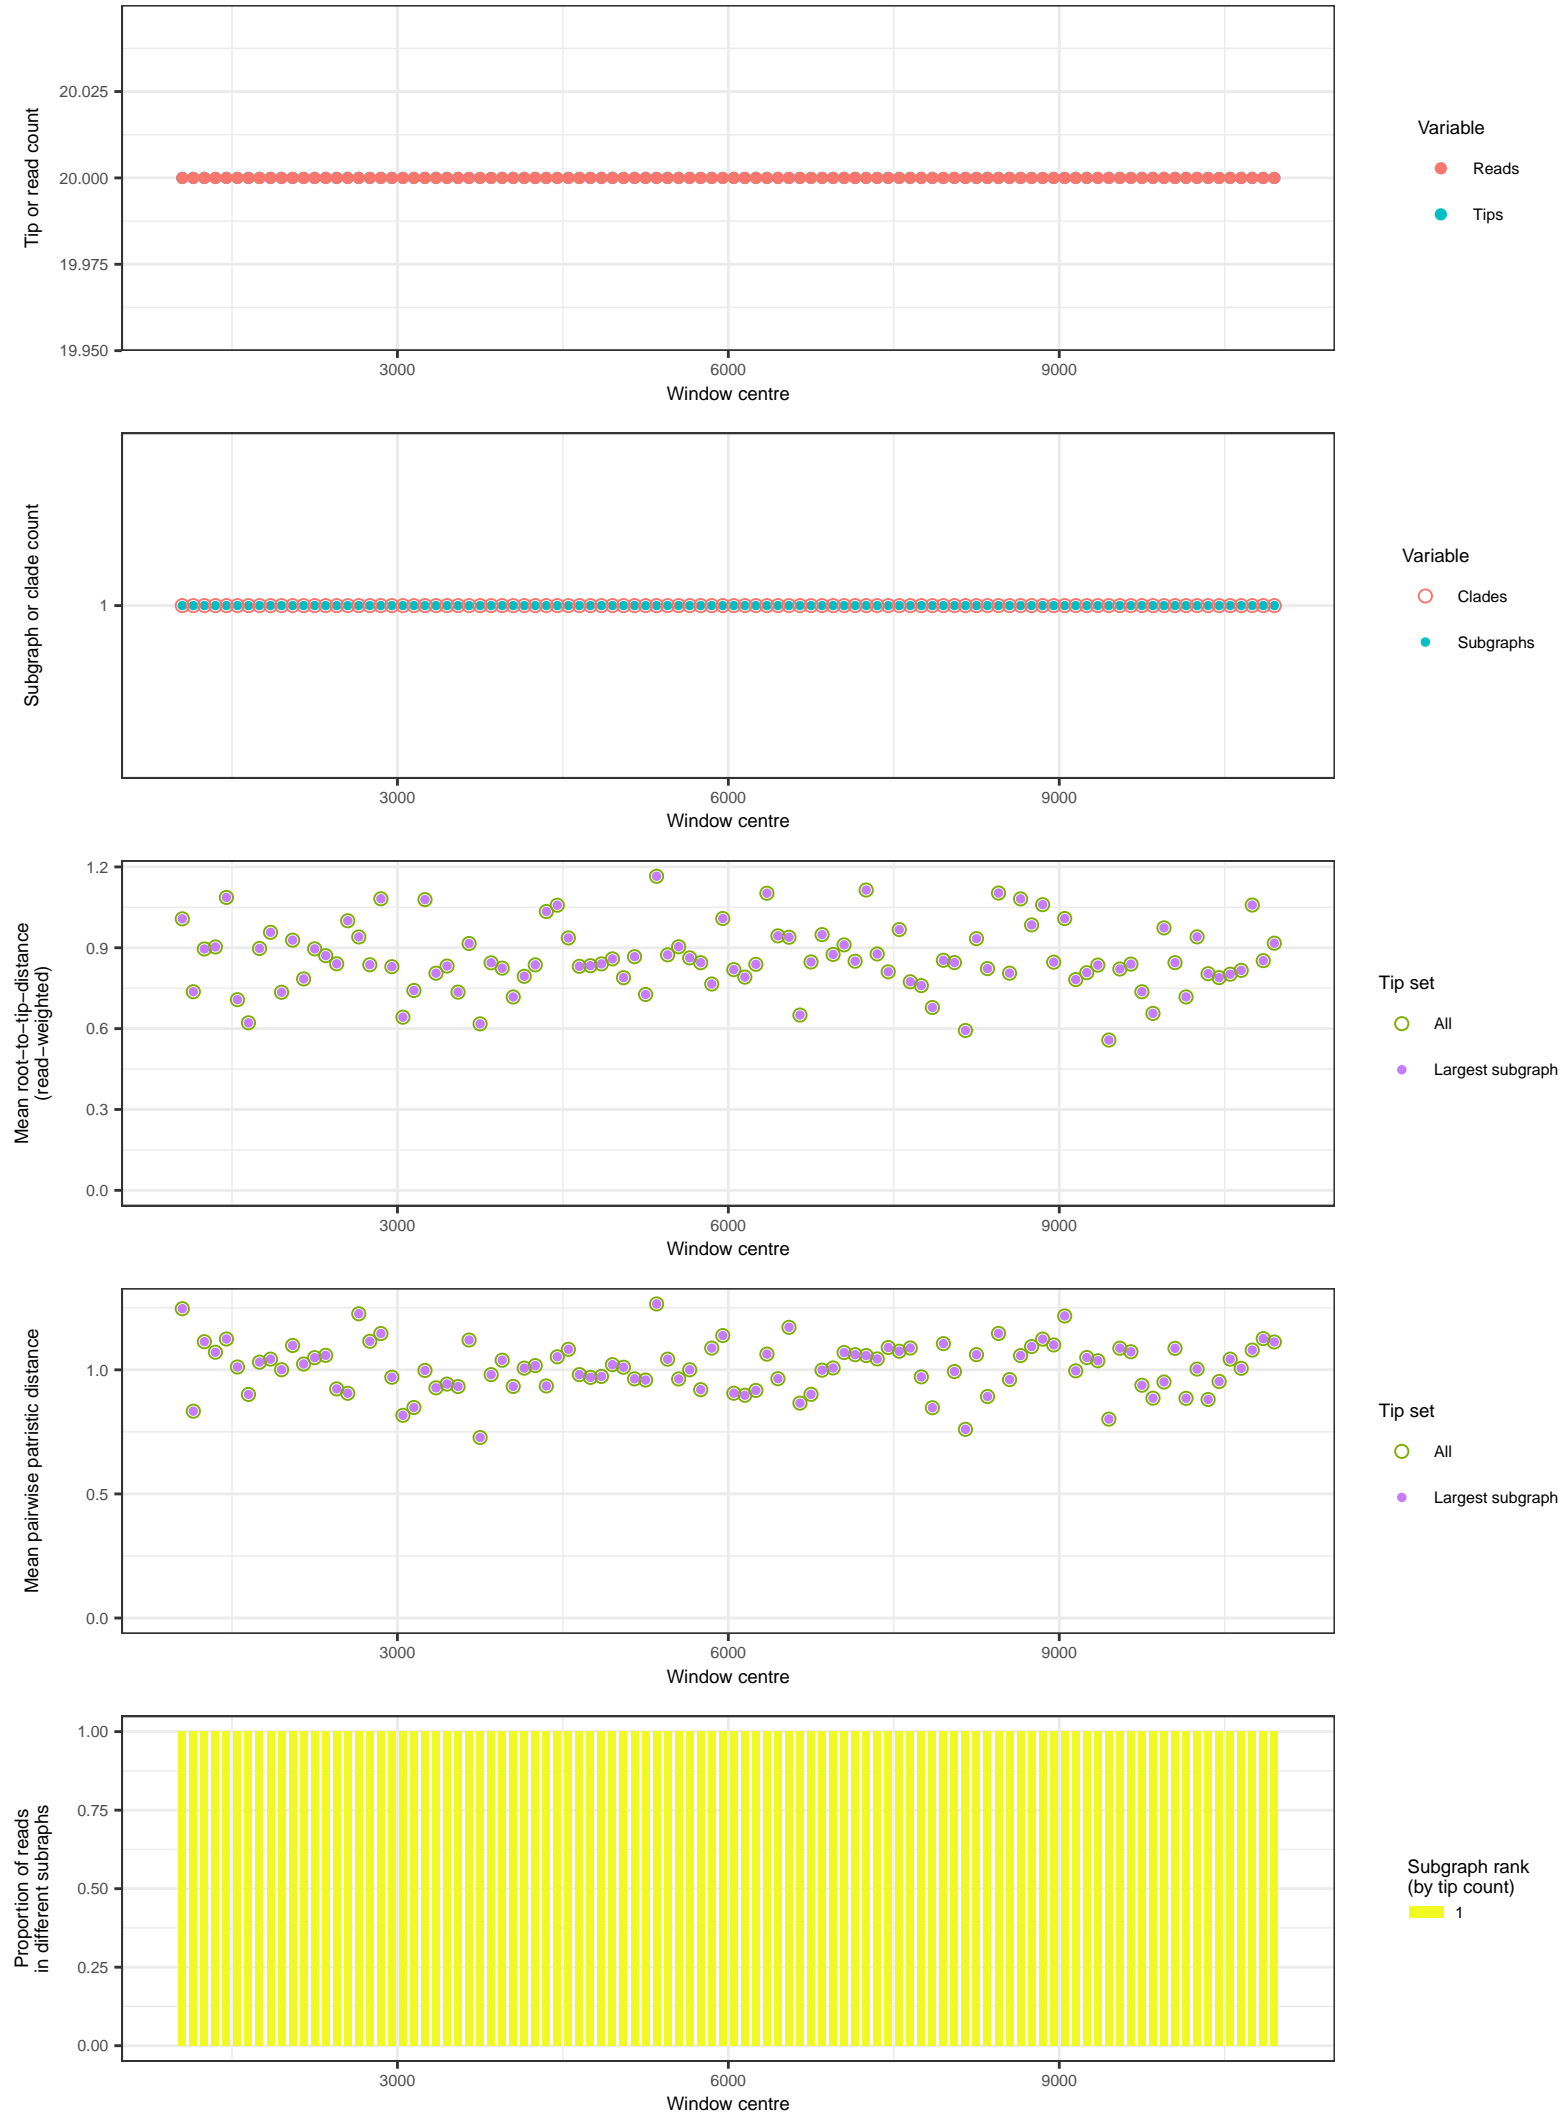 20.025
20.000
19.975
19.950
Tip or read count
3000 6000 9000
Window centre
Variable
Reads
Tips
1
Subgraph or clade count
3000 6000 9000
Window centre
Variable
Clades
Subgraphs
1.2
0.9
0.6
0.3
0.0
Mean root−to−tip−distance
(read−weighted)
3000 6000 9000
Window centre
Tip set
All
Largest subgraph
1.0
0.5
0.0
Mean pairwise patristic distance
3000 6000 9000
Window centre
Tip set
All
Largest subgraph
1.00
0.75
0.50
0.25
0.00
Proportion of reads
in different subraphs
3000 6000 9000
Window centre
Subgraph rank
(by tip count)
1